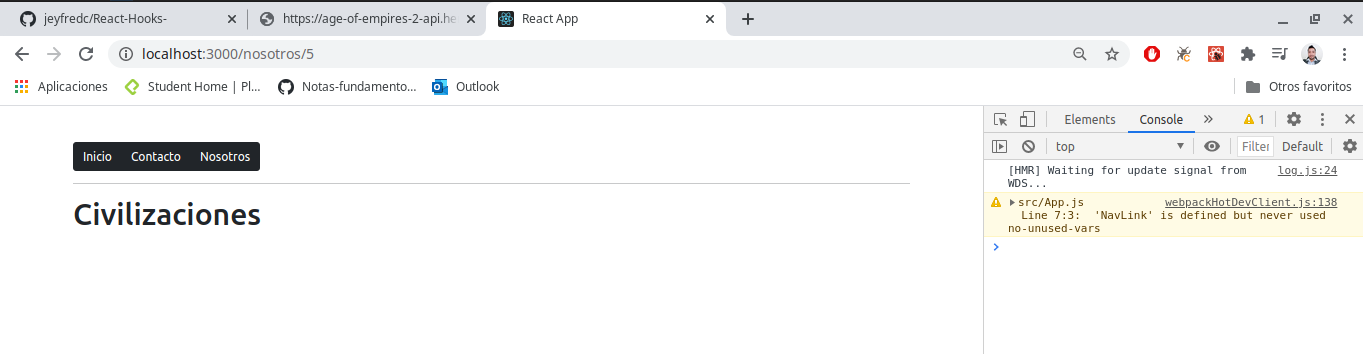 jeyfredc/React-Hooks-
https://age-of-empires-2-api.he
React App
localhost:3000/nosotros/5
Aplicaciones
Student Home | Pl...
Notas-fundamento...
Outlook
Otros favoritos
Inicio
Contacto
Nosotros
Civilizaciones
Elements
Console
1
top
Filter
Default
[HMR] Waiting for update signal from
WDS...
log.js:24
src/App.js
webpackHotDevClient.js:138
Line 7:3: 'NavLink' is defined but never used
no-unused-vars